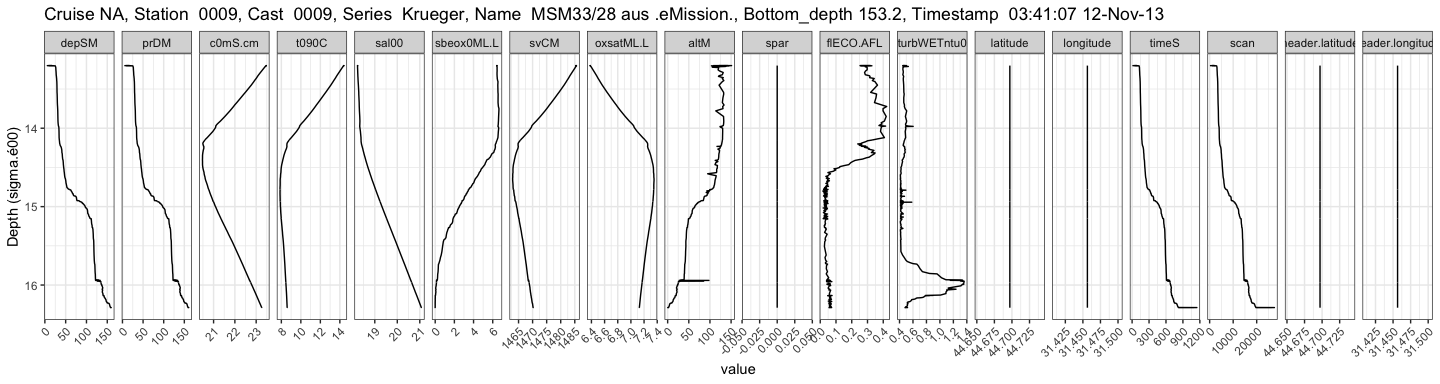 Cruise NA, Station  0009, Cast  0009, Series  Krueger, Name  MSM33/28 aus .eMission., Bottom_depth 153.2, Timestamp  03:41:07 12-Nov-13
depSM prDM c0mS.cm t090C sal00 sbeox0ML.L svCM oxsatML.L altM spar flECO.AFL turbWETntu0 latitude longitude timeS scan header.latitude header.longitud
14
15
16
Depth (sigma.é00)
0 50 100 150 0 50 100 150 21 22 23 8 10 12 14 19 20 21 0 2 4 6 1465 1470 1475 1480 1485 6.4 6.6 6.8 7.0 7.2 7.4 50 100 150 -0.050 -0.025 0.000 0.025 0.050 0.0 0.1 0.2 0.3 0.4 0.4 0.6 0.8 1.0 1.2 1.4 44.650 44.675 44.700 44.725 31.425 31.450 31.475 31.500 0 300 600 900 1200 0 10000 20000 44.650 44.675 44.700 44.725 31.425 31.450 31.475 31.500
value